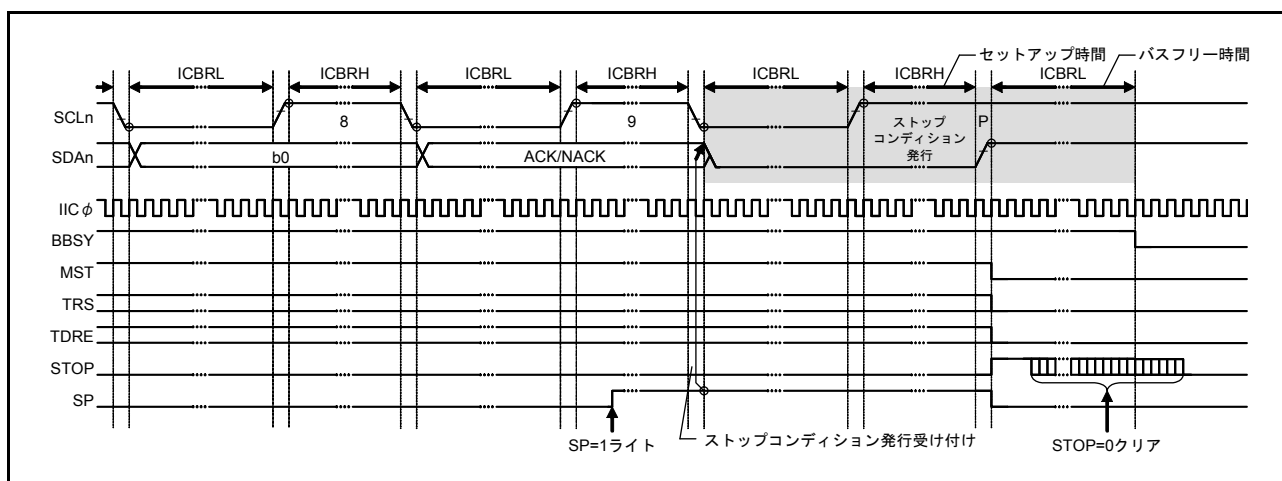 セットアップ時間 バスフリー時間
ICBRL ICBRH ICBRL ICBRH ICBRL ICBRH ICBRL
SCLn 8 9 ストップコンディション発行 P
SDAn b0 ACK/NACK
IICφ
BBSY
MST
TRS
TDRE
STOP
SP
SP=1ライト ストップコンディション発行受け付け STOP=0クリア